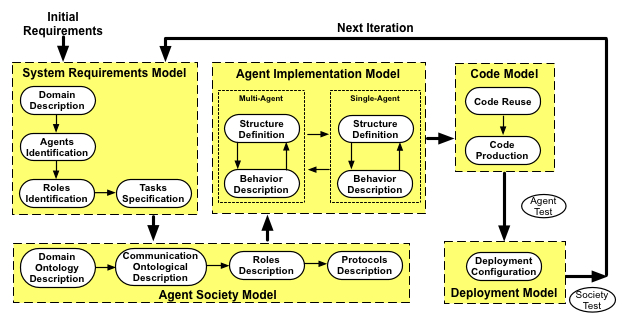 Initial
Requirements
Next Iteration
System Requirements Model
Domain
Description
Agents
Identification
Roles
Identification
Tasks
Specification
Agent Implementation Model
Multi-Agent
Structure
Definition
Behavior
Description
Single-Agent
Structure
Definition
Behavior
Description
Code Model
Code Reuse
Code
Production
Agent
Test
Domain
Ontology
Description
Communication
Ontological
Description
Roles
Description
Protocols
Description
Agent Society Model
Deployment
Configuration
Deployment Model
Society
Test